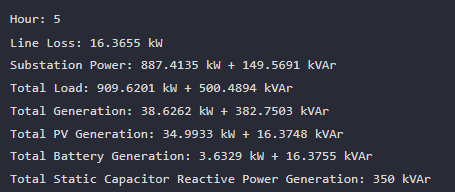 Hour: 5
Line Loss: 16.3655 kW
Substation Power: 887.4135 kW + 149.5691 kVAr
Total Load: 909.6201 kW + 500.4894 kVAr
Total Generation: 38.6262 kW + 382.7503 kVAr
Total PV Generation: 34.9933 kW + 16.3748 kVAr
Total Battery Generation: 3.6329 kW + 16.3755 kVAr
Total Static Capacitor Reactive Power Generation: 350 kVAr